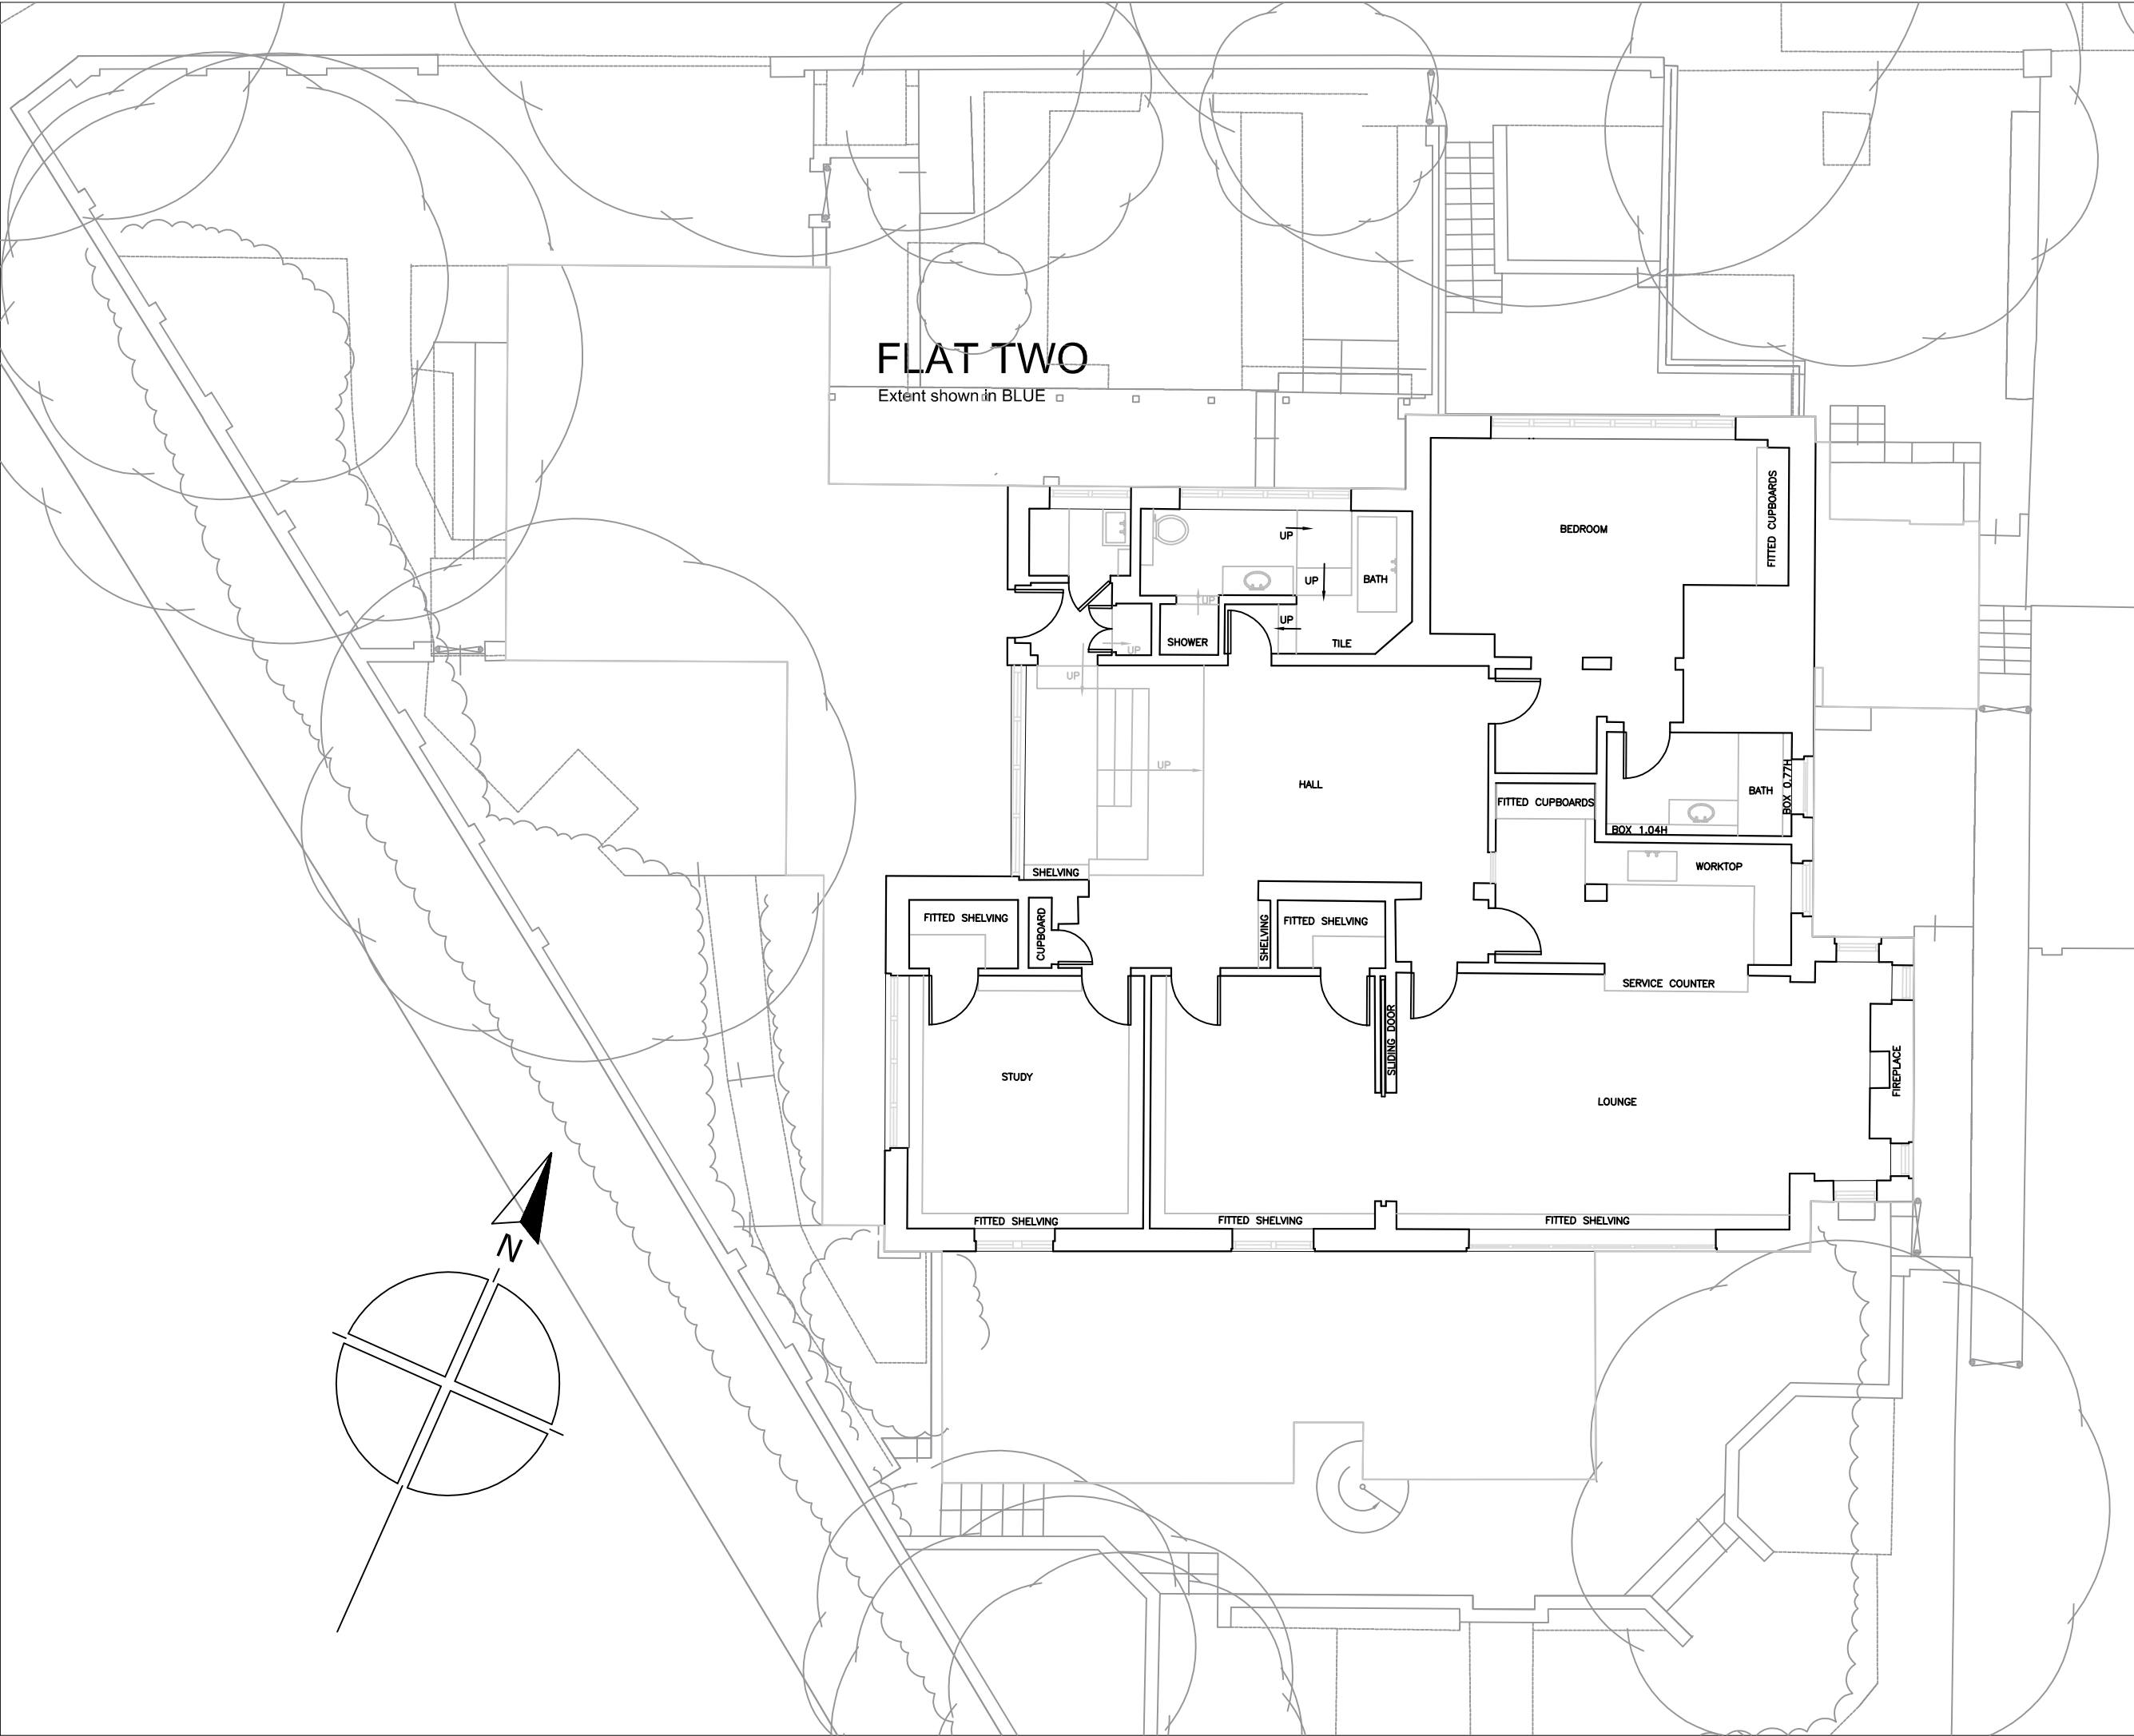 FLAT TWO
Extent shown in BLUE
BEDROOM
FITTED CUPBOARDS
UP
UP
BATH
UP
UP
SHOWER
TILE
UP
UP
UP
HALL
FITTED CUPBOARDS
BATH
BOX 0.77H
BOX 1.04H
WORKTOP
SHELVING
FITTED SHELVING
CUPBOARD
SHELVING
FITTED SHELVING
SERVICE COUNTER
SLIDING DOOR
STUDY
LOUNGE
FIREPLACE
FITTED SHELVING
FITTED SHELVING
FITTED SHELVING
N